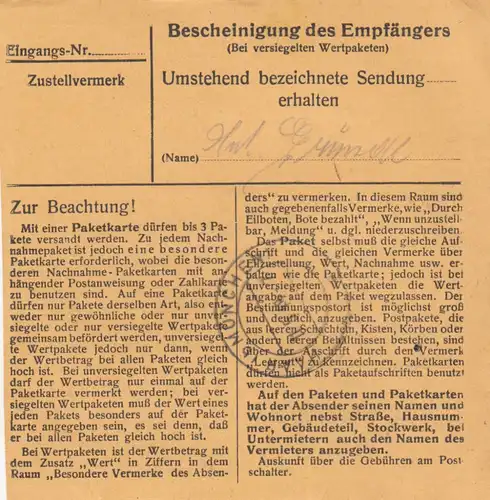 Eingangs-Nr.
Zustellvermerk
Bescheinigung des Empfängers
(Bei versiegelten Wertpaketen)
Umstehend bezeichnete Sendung
erhalten
(Name)
Zur Beachtung!
Mit einer Paketkarte dürfen bis 3 Pa-
kete versandt werden. Zu jedem Nach-
nahmepaket ist jedoch eine besondere
Paketkarte erforderlich, wobei die beson-
deren Nachnahme-Paketkarten mit an-
hängender Postanweisung oder Zahlkarte
zu benutzen sind. Auf eine Paketkarte
dürfen nur Pakete derselben Art, also ent-
weder nur gewöhnliche oder nur unver-
siegelte oder nur versiegelte Wertpakete
gemeinsam befördert werden, unversiegel-
te Wertpakete jedoch nur dann, wenn
der Wertbetrag bei allen Paketen gleich
hoch ist. Bei unversiegelten Wertpaketen
darf der Wertbetrag nur einmal auf der
Paketkarte vermerkt werden; bei ver-
siegelten Wertpaketen muß der Wert eines
jeden Pakets besonders auf der Paket-
karte angegeben sein, es sei denn, daß
er bei allen Paketen gleich hoch ist.
Bei Wertpaketen ist der Wertbetrag mit
dem Zusatz „Wert" in Ziffern in dem
Raum „Besondere Vermerke des Absen-
ders" zu vermerken. In diesem Raum sind
auch gegebenenfalls Vermerke, wie „Durch
Eilboten, Bote bezahlt", „Wenn unzustell-
bar, Meldung" u. dgl. niederzuschreiben.
Das Paket selbst muß die gleiche Auf-
schrift und die gleichen Vermerke über
Eilzustellung, Wert, Nachnahme usw. er-
halten wie die Paketkarte; jedoch ist bei
unversiegelten Wertpaketen die Wert-
angabe auf dem Paket wegzulassen. Der
Bestimmungspostort ist möglichst groß
und deutlich anzugeben. Postpakete, die
aus leeren Schachteln, Kisten, Körben oder
anderen leeren Behältnissen bestehen, sind
über der Anschrift durch den Vermerk
„Leergut" zu kennzeichnen. Paketkarten
dürfen nicht als Paketaufschriften benutzt
werden.
Auf den Paketen und Paketkarten
hat der Absender seinen Namen und
Wohnort nebst Straße, Hausnum-
mer, Gebäudeteil, Stockwerk, bei
Untermietern auch den Namen des
Vermieters anzugeben.
Auskunft über die Gebühren am Post-
schalter.
MÜNCHEN